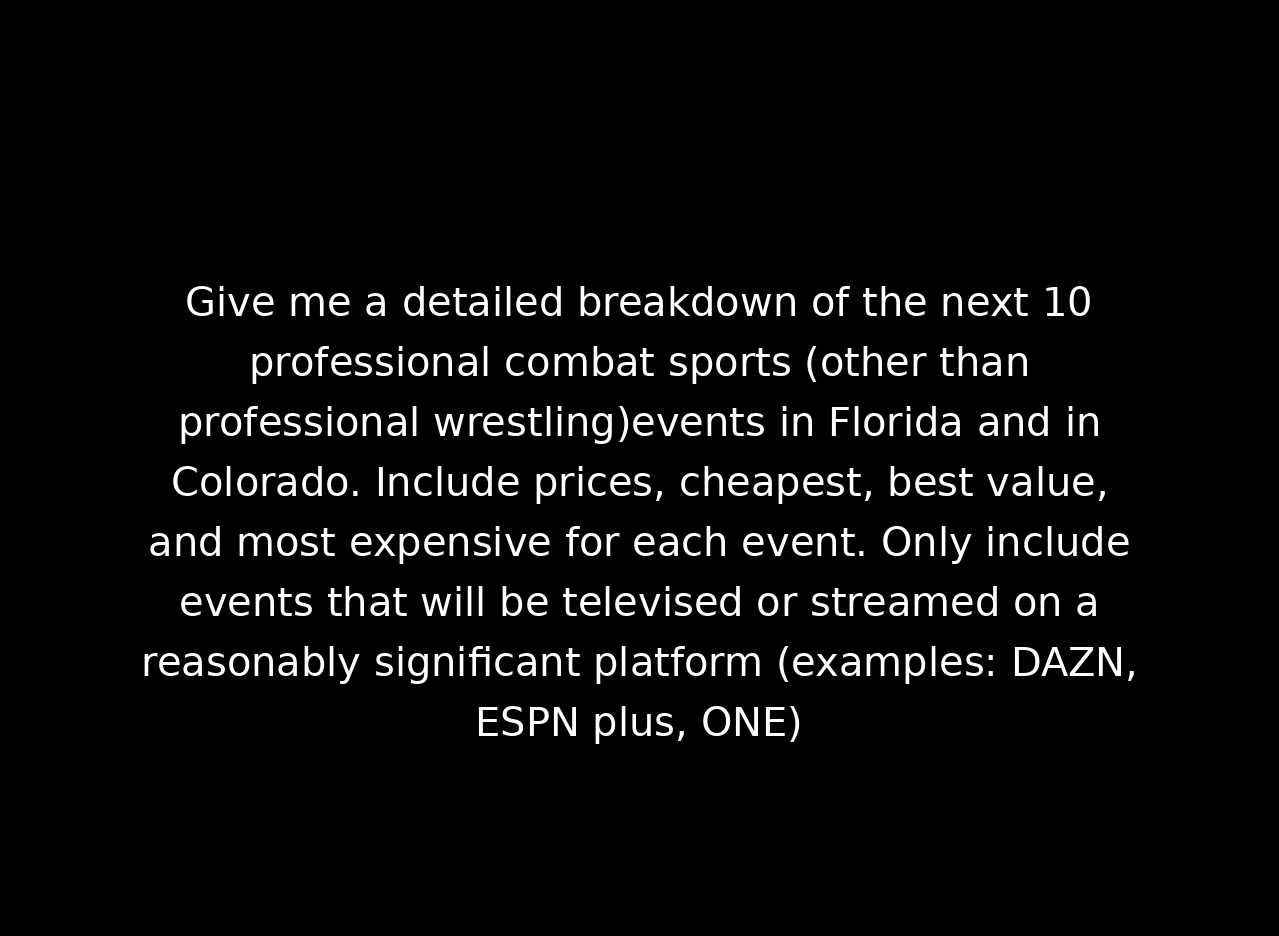 Give me a detailed breakdown of the next 10
professional combat sports (other than
professional wrestling)events in Florida and in
Colorado. Include prices, cheapest, best value,
and most expensive for each event. Only include
events that will be televised or streamed on a
reasonably significant platform (examples: DAZN,
ESPN plus, ONE)